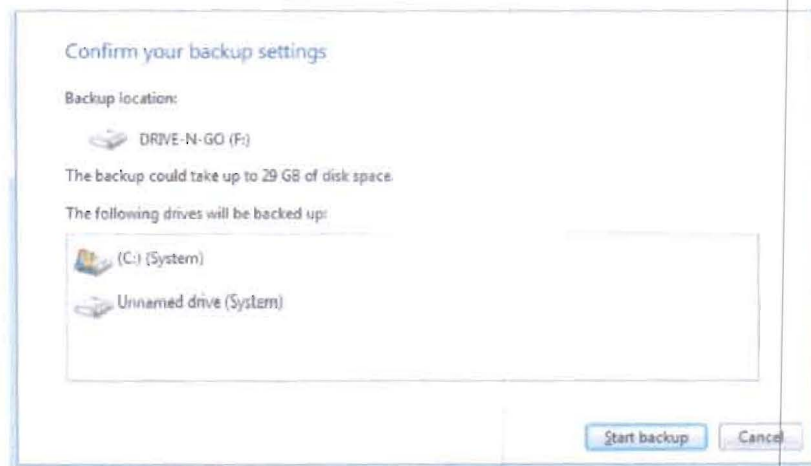 Confirm your backup settings
Backup location:
DRIVE-N-GO (F:)
The backup could take up to 29 GB of disk space.
The following drives will be backed up:
(C:) (System)
Unnamed drive (System)
Start backup
Cancel